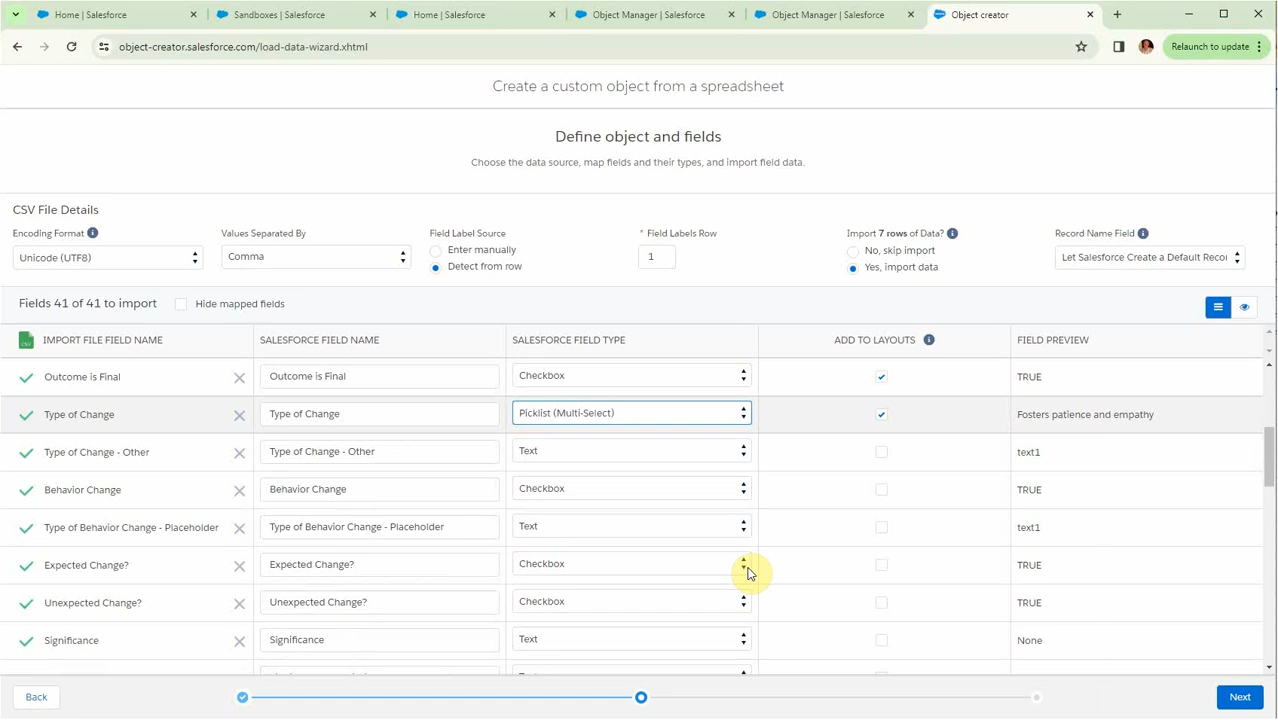 Home | Salesforce
Sandboxes | Salesforce
Home | Salesforce
Object Manager | Salesforce
Object Manager | Salesforce
Object creator
object-creator.salesforce.com/load-data-wizard.xhtml
Relaunch to update
Create a custom object from a spreadsheet
Define object and fields
Choose the data source, map fields and their types, and import field data.
CSV File Details
Encoding Format
Values Separated By
Field Label Source
* Field Labels Row
Import 7 rows of Data?
Record Name Field
Unicode (UTF8)
Comma
Enter manually
Detect from row
1
No, skip import
Yes, import data
Let Salesforce Create a Default Recor
Fields 41 of 41 to import
Hide mapped fields
CSV
IMPORT FILE FIELD NAME
SALESFORCE FIELD NAME
SALESFORCE FIELD TYPE
ADD TO LAYOUTS
FIELD PREVIEW
Outcome is Final
Outcome is Final
Checkbox
TRUE
Type of Change
Type of Change
Picklist (Multi-Select)
Fosters patience and empathy
Type of Change - Other
Type of Change - Other
Text
text1
Behavior Change
Behavior Change
Checkbox
TRUE
Type of Behavior Change - Placeholder
Type of Behavior Change - Placeholder
Text
text1
Expected Change?
Expected Change?
Checkbox
TRUE
Unexpected Change?
Unexpected Change?
Checkbox
TRUE
Significance
Significance
Text
None
Back
Next